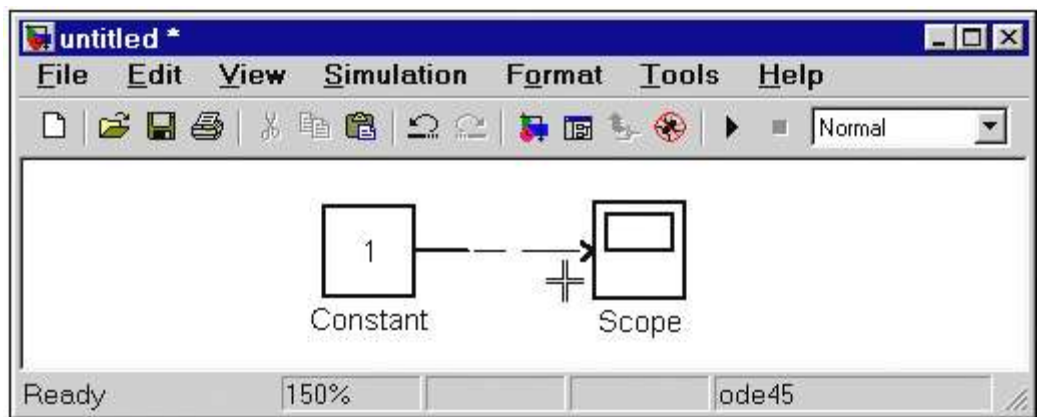 untitled *
File Edit View Simulation Format Tools Help
Normal
1
Constant Scope
Ready 150% ode45